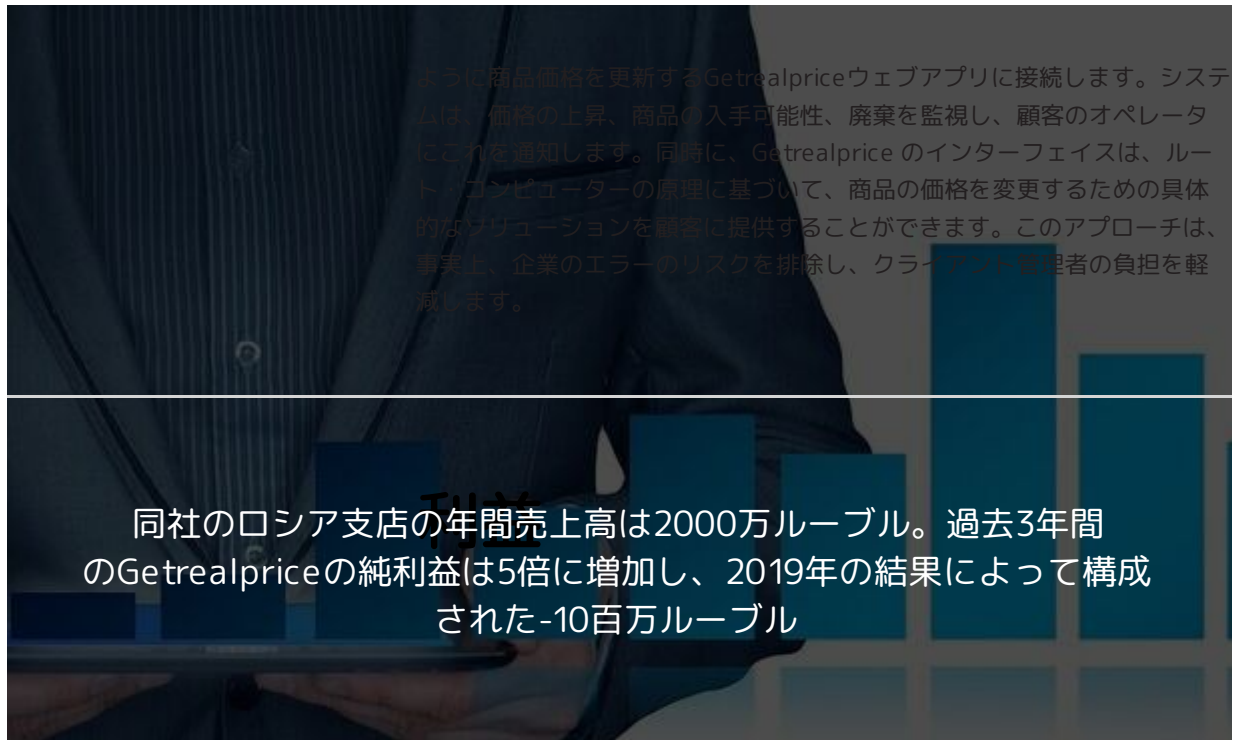 ように商品価格を更新するGetrealpriceウェブアプリに接続します。システ
ムは、価格の上昇、商品の入手可能性、廃棄を監視し、顧客のオペレータ
にこれを通知します。同時に、Getrealprice のインターフェイスは、ルー
ト・コンピューターの原理に基づいて、商品の価格を変更するための具体
的なソリューションを顧客に提供することができます。このアプローチは、
事実上、企業のエラーのリスクを排除し、クライアント管理者の負担を軽
減します。
利益
同社のロシア支店の年間売上高は2000万ルーブル。過去3年間
のGetrealpriceの純利益は5倍に増加し、2019年の結果によって構成
された-10百万ルーブル